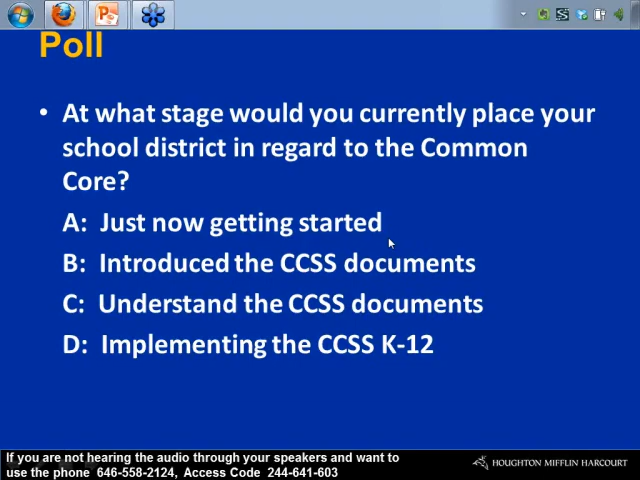 Poll
• At what stage would you currently place your
school district in regard to the Common
Core?
A: Just now getting started
B: Introduced the CCSS documents
C: Understand the CCSS documents
D: Implementing the CCSS K-12
If you are not hearing the audio through your speakers and want to
use the phone 646-558-2124, Access Code 244-641-603
HOUGHTON MIFFLIN HARCOURT